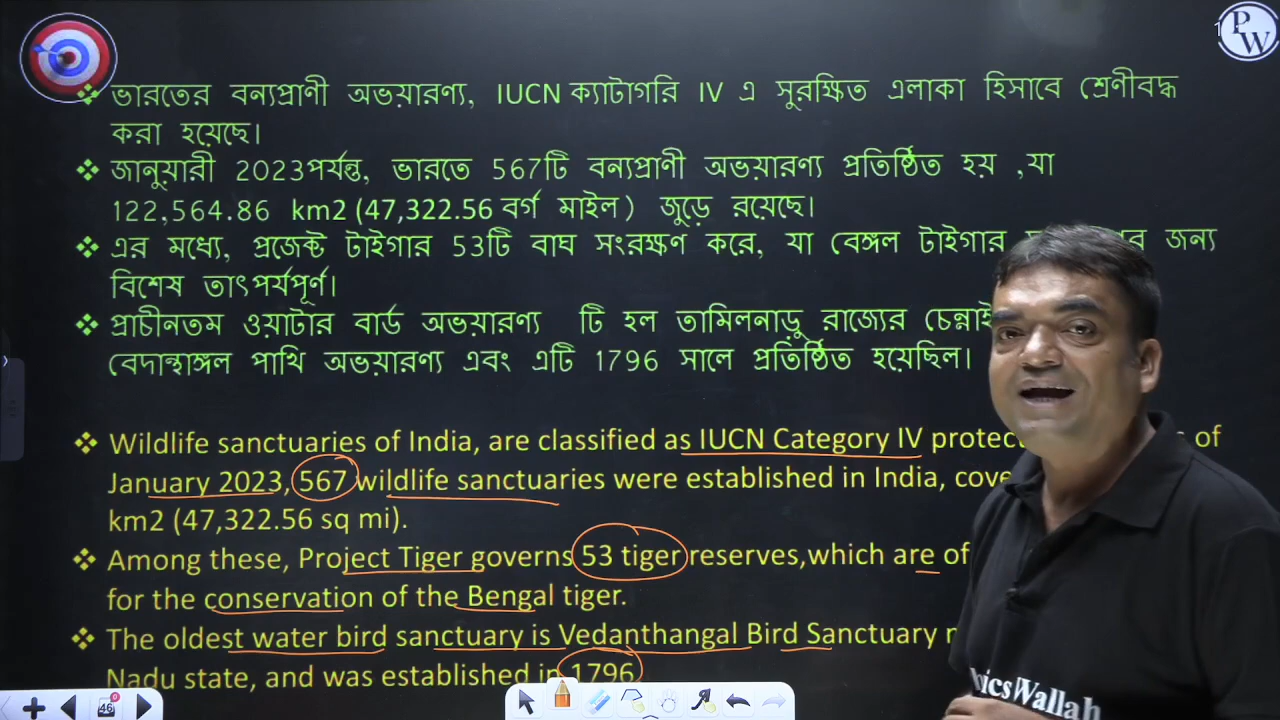 PW
ভারতের বন্যপ্রাণী অভয়ারণ্য, IUCN ক্যাটাগরি IV এ সুরক্ষিত এলাকা হিসাবে শ্রেণীবদ্ধ
করা হয়েছে।
জানুয়ারী 2023পর্যন্ত, ভারতে 567টি বন্যপ্রাণী অভয়ারণ্য প্রতিষ্ঠিত হয় ,যা
122,564.86 km2 (47,322.56 বর্গ মাইল) জুড়ে রয়েছে।
এর মধ্যে, প্রজেক্ট টাইগার 53টি বাঘ সংরক্ষণ করে, যা বেঙ্গল টাইগার জন্য
বিশেষ তাৎপর্যপূর্ণ।
প্রাচীনতম ওয়াটার বার্ড অভয়ারণ্য টি হল তামিলনাড়ু রাজ্যের
বেদান্থাঙ্গল পাখি অভয়ারণ্য এবং এটি 1796 সালে প্রতিষ্ঠিত হয়েছিল।
Wildlife sanctuaries of India, are classified as IUCN Category IV of
January 2023, 567 wildlife sanctuaries were established in India,
km2 (47,322.56 sq mi).
Among these, Project Tiger governs 53 tiger reserves,which are of
for the conservation of the Bengal tiger.
The oldest water bird sanctuary is Vedanthangal Bird Sanctuary
Nadu state, and was established in 1796
46